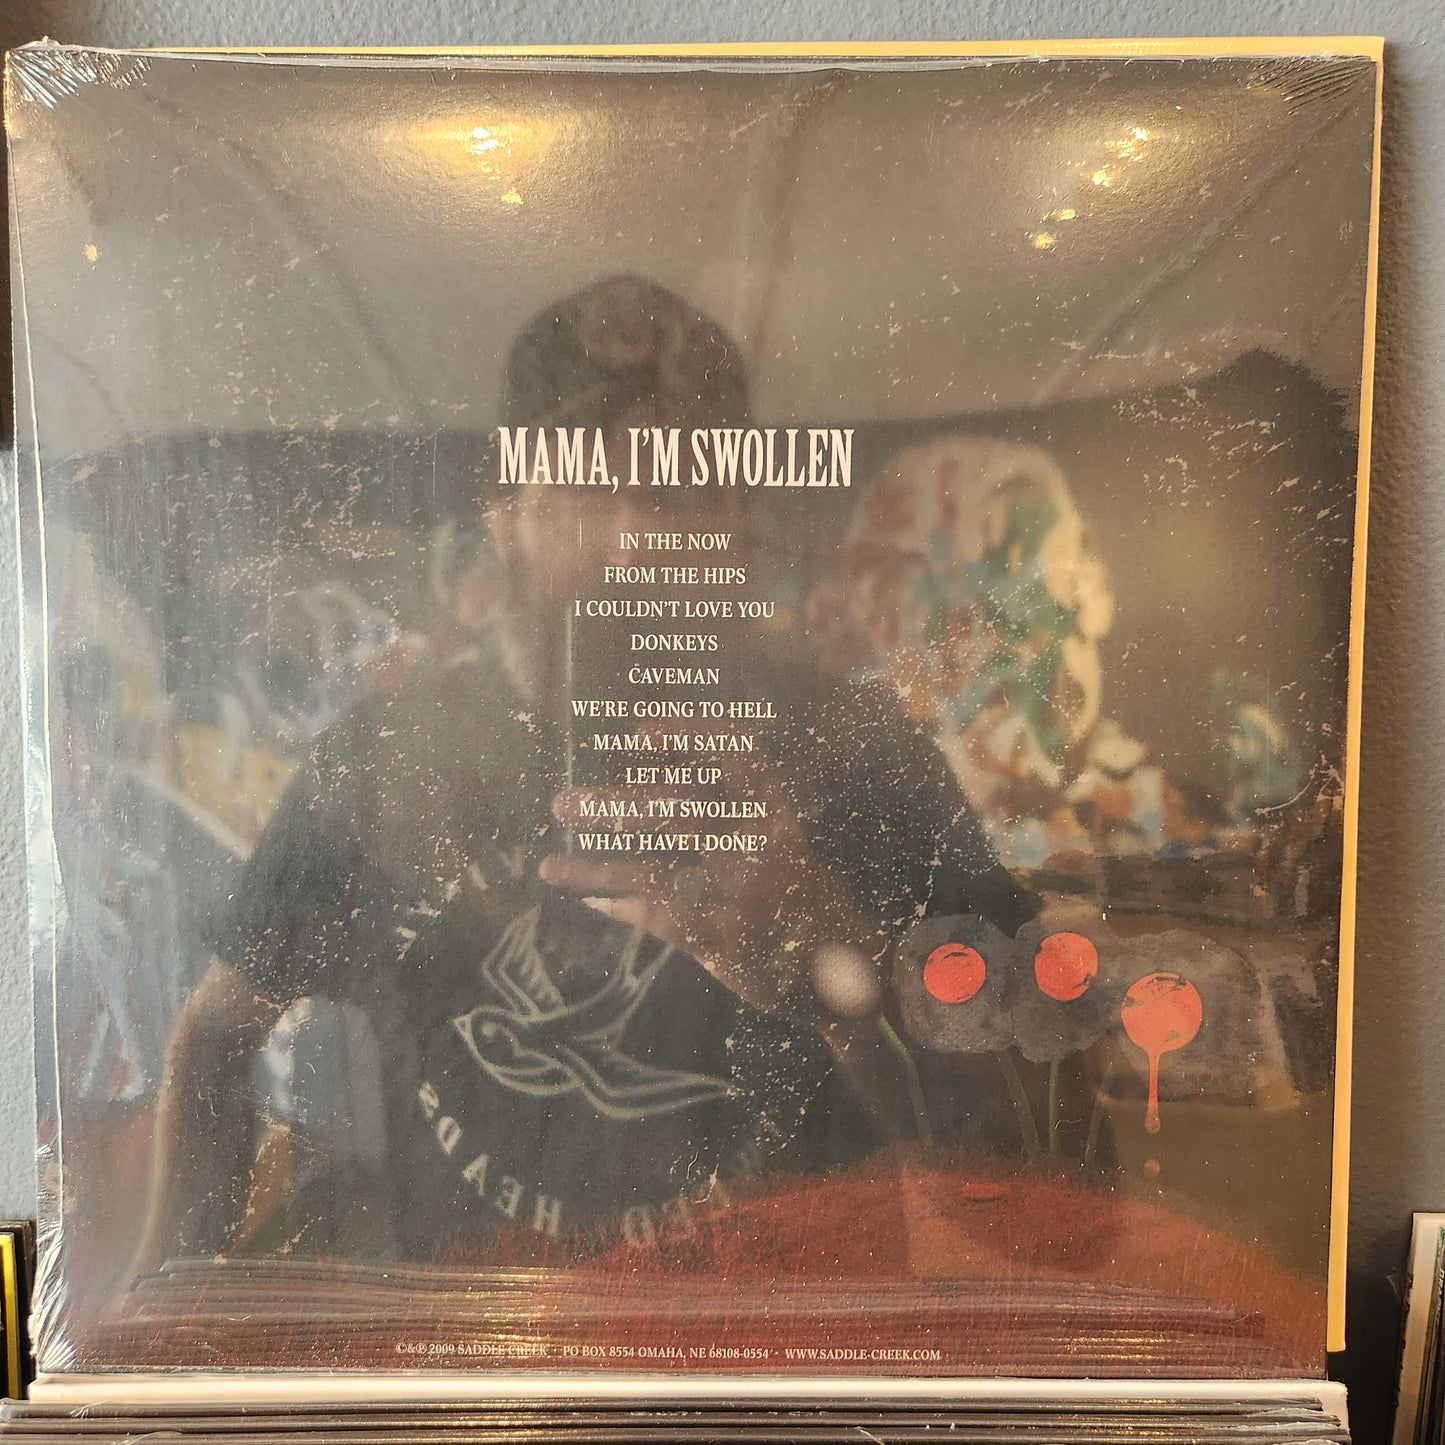 MAMA, I'M SWOLLEN
IN THE NOW
FROM THE HIPS
I COULDN'T LOVE YOU
DONKEYS
CAVEMAN
WE'RE GOING TO HELL
MAMA, I'M SATAN
LET ME UP
MAMA, I'M SWOLLEN
WHAT HAVE I DONE?
HEADS
©&℗ 2009 SADDLE CREEK · PO BOX 8554 OMAHA, NE 68108-0554 · WWW.SADDLE-CREEK.COM